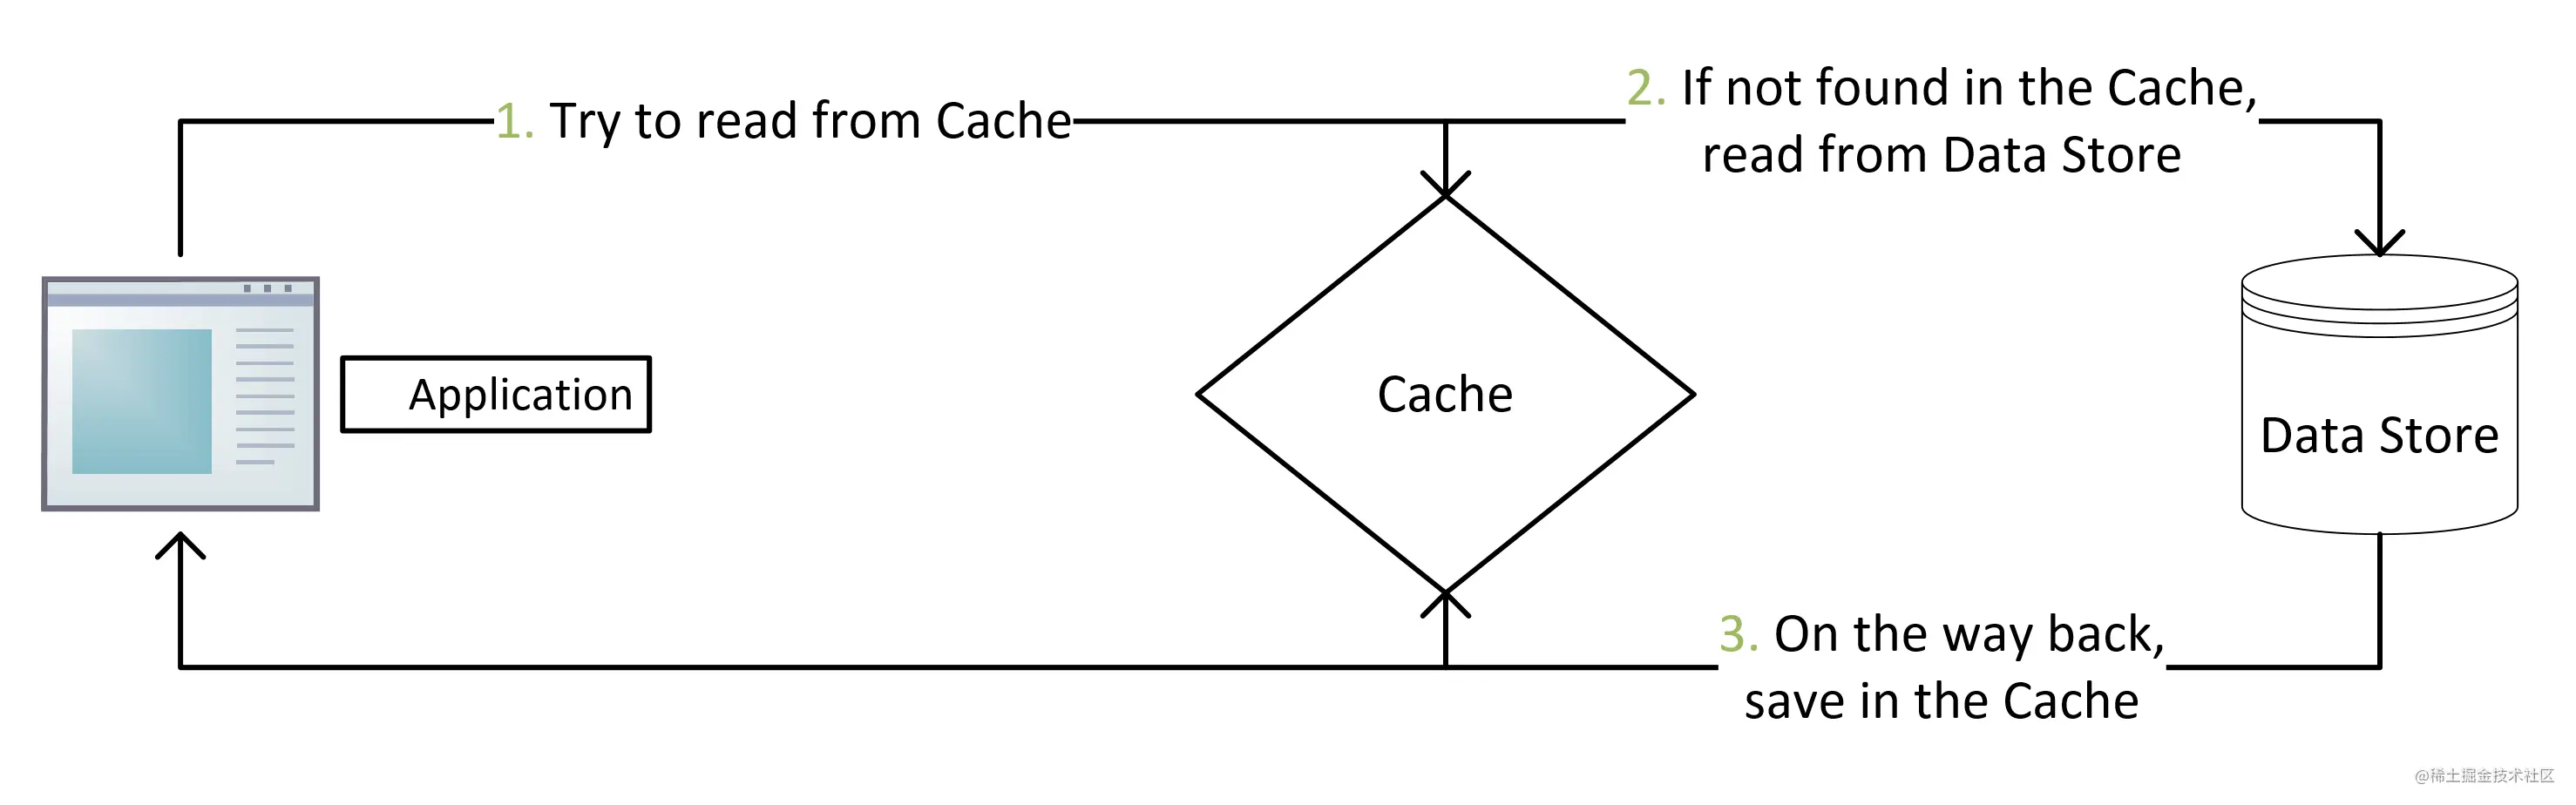 1. Try to read from Cache
2. If not found in the Cache,
read from Data Store
Application
Cache
Data Store
3. On the way back,
save in the Cache
@稀土掘金技术社区